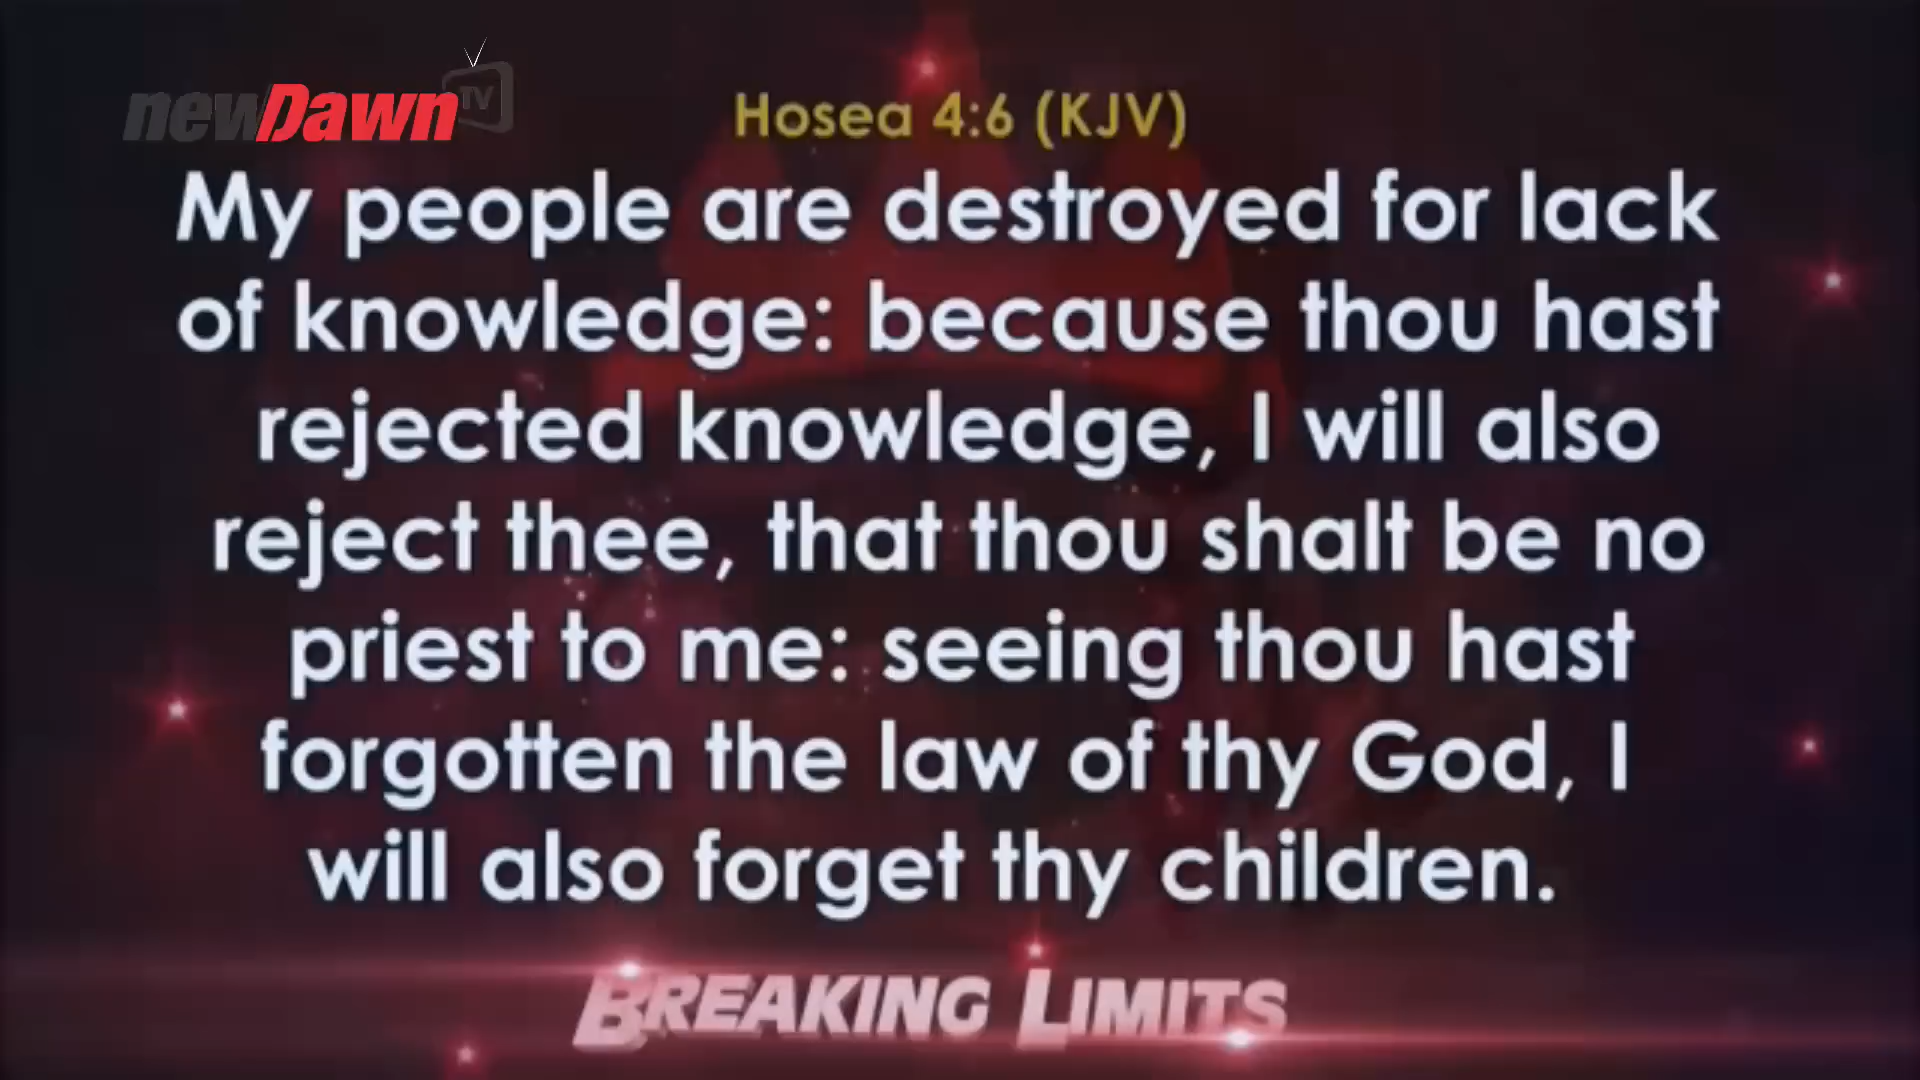 newDawn TV
Hosea 4:6 (KJV)
My people are destroyed for lack
of knowledge: because thou hast
rejected knowledge, I will also
reject thee, that thou shalt be no
priest to me: seeing thou hast
forgotten the law of thy God, I
will also forget thy children.
BREAKING LIMITS